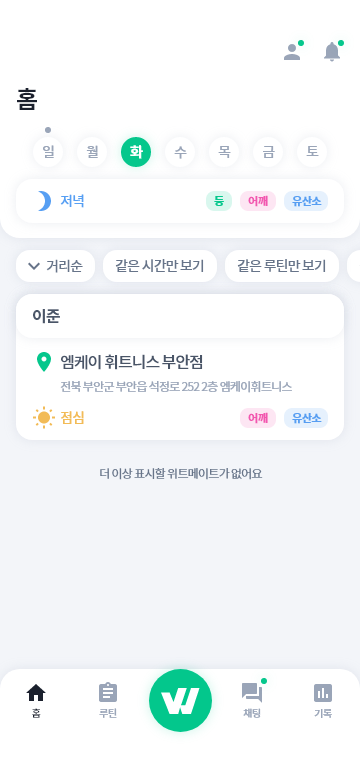 홈
일 월 화 수 목 금 토
저녁 등 어깨 유산소
거리순 같은 시간만 보기 같은 루틴만 보기
이준
엠케이 휘트니스 부안점
전북 부안군 부안읍 석정로 252 2층 엠케이휘트니스
점심 어깨 유산소
더 이상 표시할 위트메이트가 없어요
홈 루틴 채팅 기록